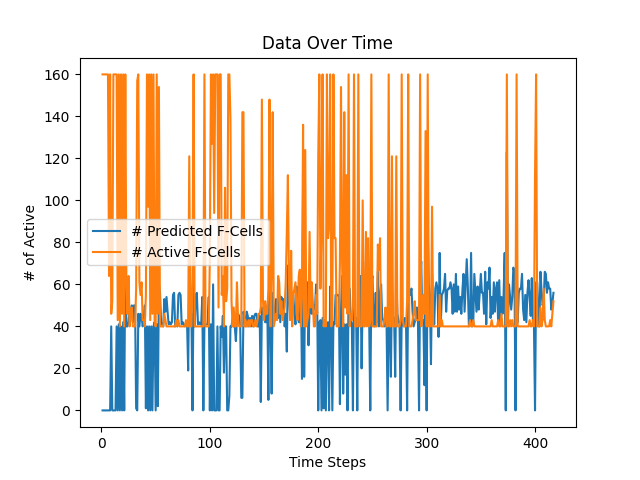 Data Over Time
# of Active
160
140
120
100
80
60
40
20
0
# Predicted F-Cells
# Active F-Cells
0
100
200
300
400
Time Steps